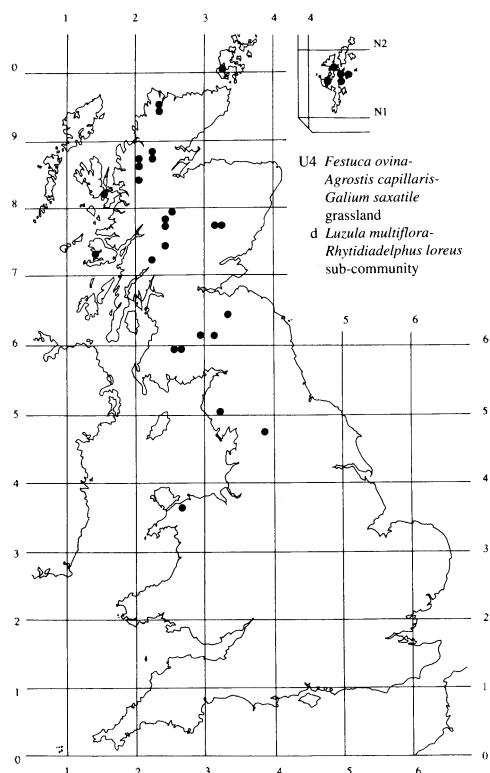 1 2 3 4 4
N2
0
N1
9
U4 Festuca ovina-
Agrostis capillaris-
Galium saxatile
grassland
d Luzula multiflora-
Rhytidiadelphus loreus
sub-community
8
7
5 6
6 6
5 5
4 4
3 3
2 2
1 1
0 0
1 2 3 4 5 6